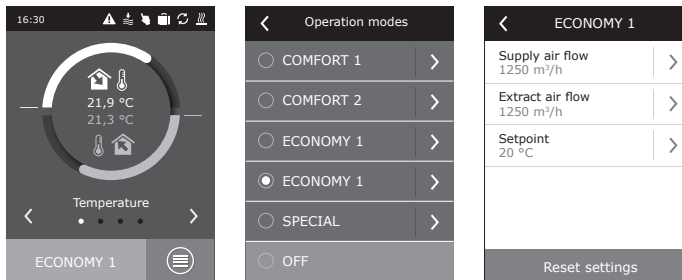 16:30
21,9 °C
21,3 °C
Temperature
ECONOMY 1
Operation modes
COMFORT 1
COMFORT 2
ECONOMY 1
ECONOMY 1
SPECIAL
OFF
ECONOMY 1
Supply air flow
1250 m³/h
Extract air flow
1250 m³/h
Setpoint
20 °C
Reset settings